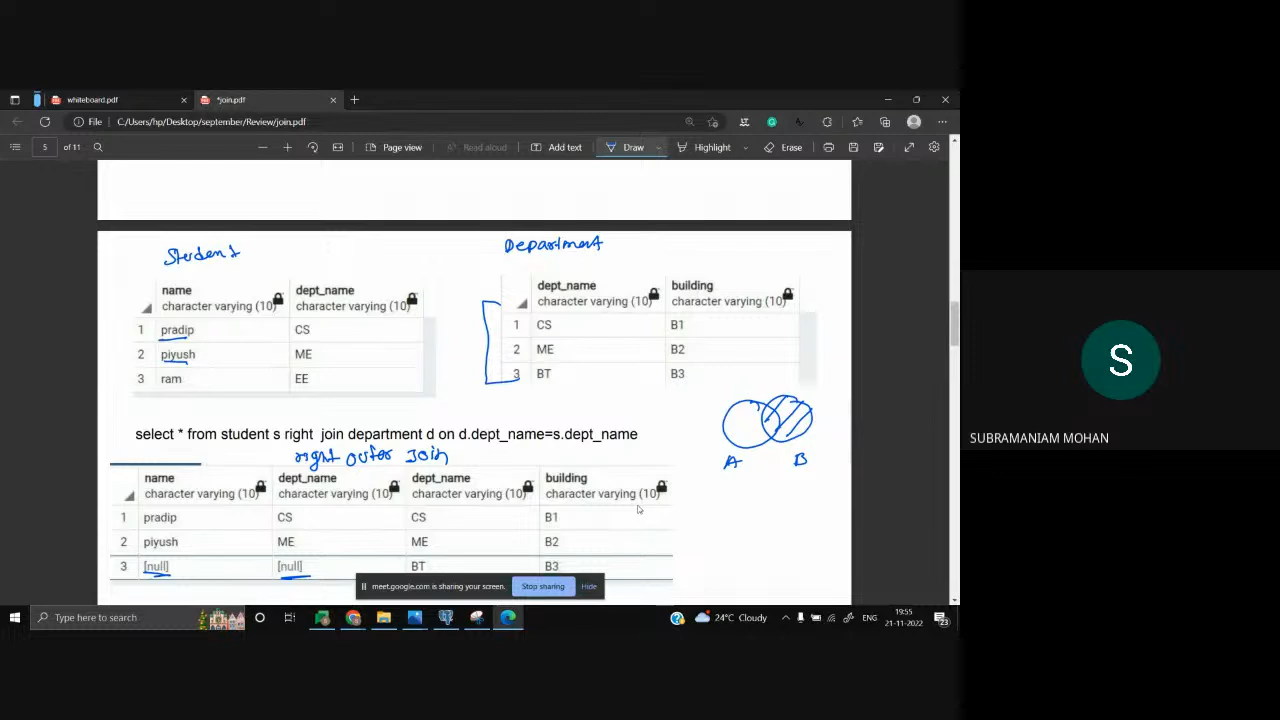 whiteboard.pdf
*join.pdf
File C:/Users/hp/Desktop/september/Review/join.pdf
5 of 11 Page view Read aloud Add text Draw Highlight Erase
Student Department
name dept_name
character varying (10) character varying (10)
1 pradip CS
2 piyush ME
3 ram EE
dept_name building
character varying (10) character varying (10)
1 CS B1
2 ME B2
3 BT B3
select * from student s right join department d on d.dept_name=s.dept_name
right outer join
A B
name dept_name dept_name building
character varying (10) character varying (10) character varying (10) character varying (10)
1 pradip CS CS B1
2 piyush ME ME B2
3 [null] [null] BT B3
meet.google.com is sharing your screen. Stop sharing Hide
Type here to search
24°C Cloudy ENG
19:55
21-11-2022
23
S
SUBRAMANIAM MOHAN